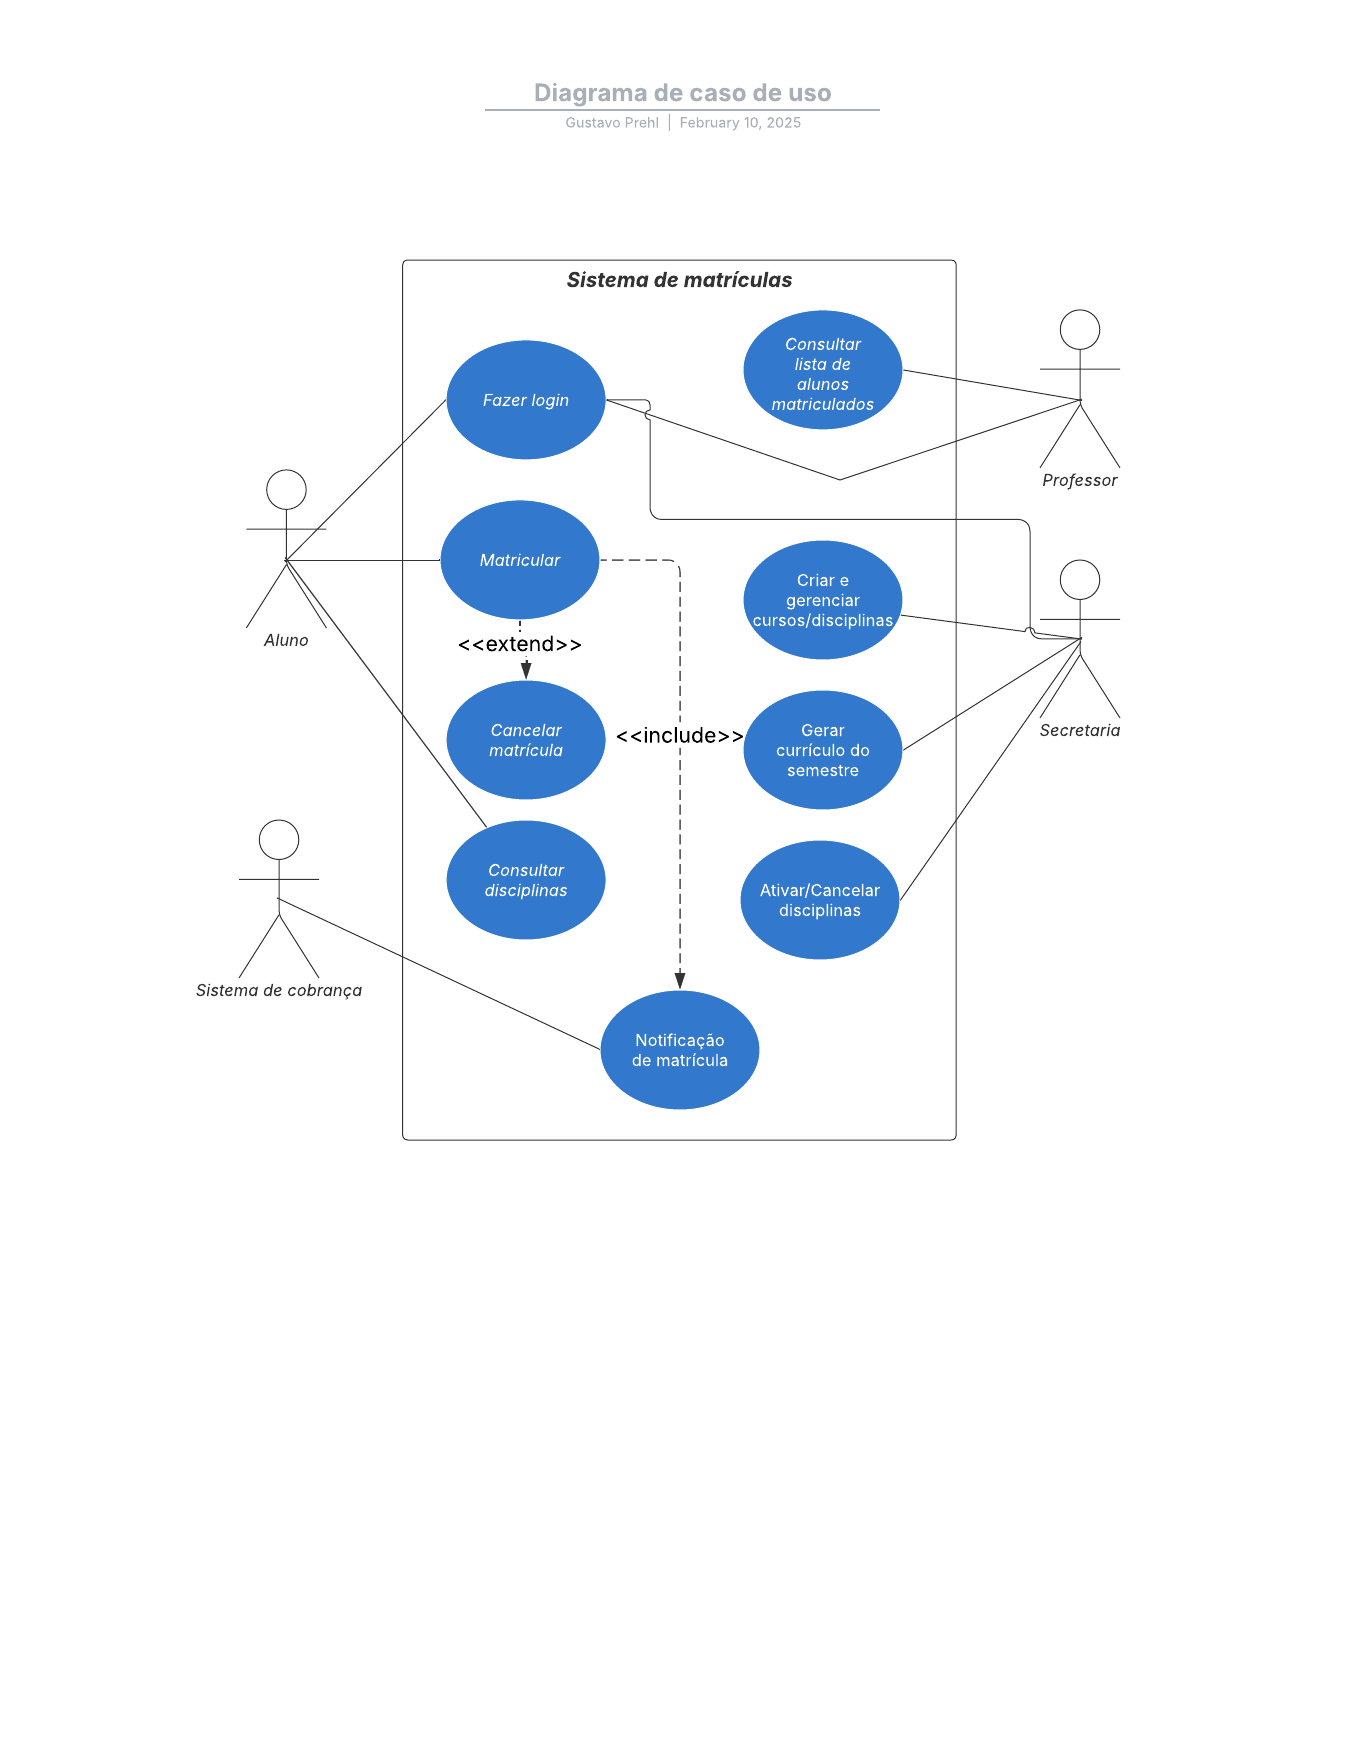 Diagrama de caso de uso
Gustavo Prehl | February 10, 2025
Sistema de matrículas
Consultar
lista de
alunos
matriculados
Fazer login
Professor
Matricular
Aluno
Criar e
gerenciar
cursos/disciplinas
<<extend>>
Cancelar
matrícula
<<include>>
Gerar
currículo do
semestre
Secretaria
Consultar
disciplinas
Ativar/Cancelar
disciplinas
Sistema de cobrança
Notificação
de matrícula